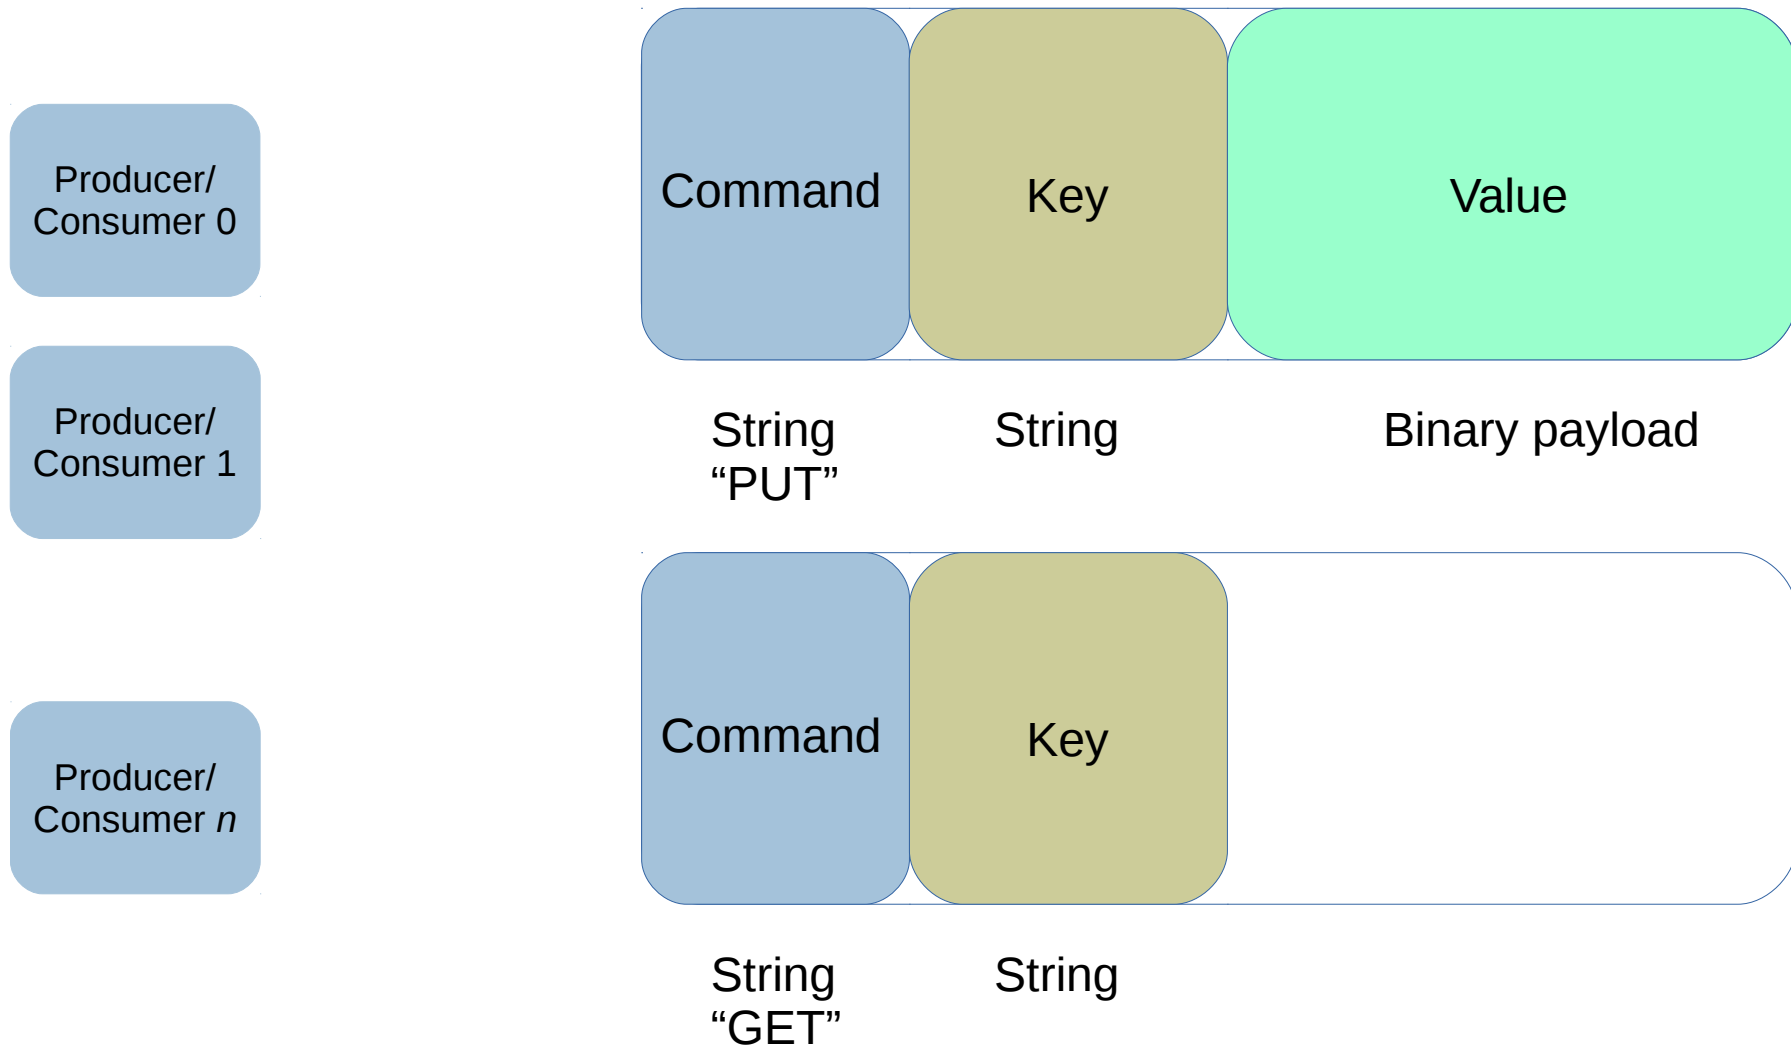 Producer/
Consumer 0
Producer/
Consumer 1
Producer/
Consumer n
Command
Key
Value
String
“PUT”
String
Binary payload
Command
Key
String
“GET”
String